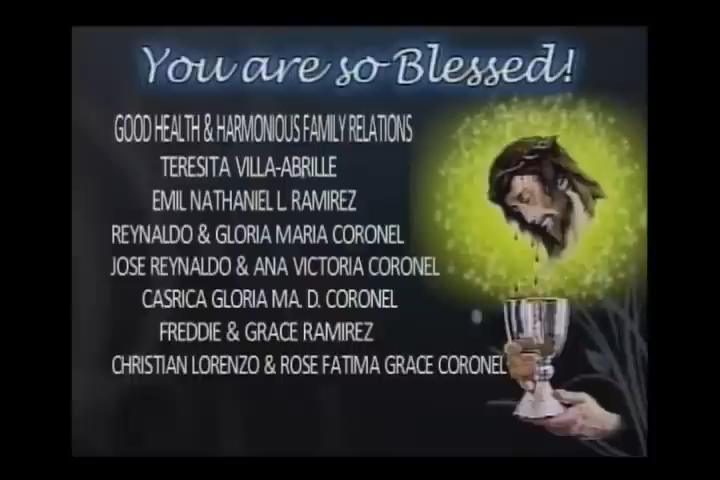 You are so Blessed!
GOOD HEALTH & HARMONIOUS FAMILY RELATIONS
TERESITA VILLA-ABRILLE
EMIL NATHANIEL L. RAMIREZ
REYNALDO & GLORIA MARIA CORONEL
JOSE REYNALDO & ANA VICTORIA CORONEL
CASRICA GLORIA MA. D. CORONEL
FREDDIE & GRACE RAMIREZ
CHRISTIAN LORENZO & ROSE FATIMA GRACE CORONEL